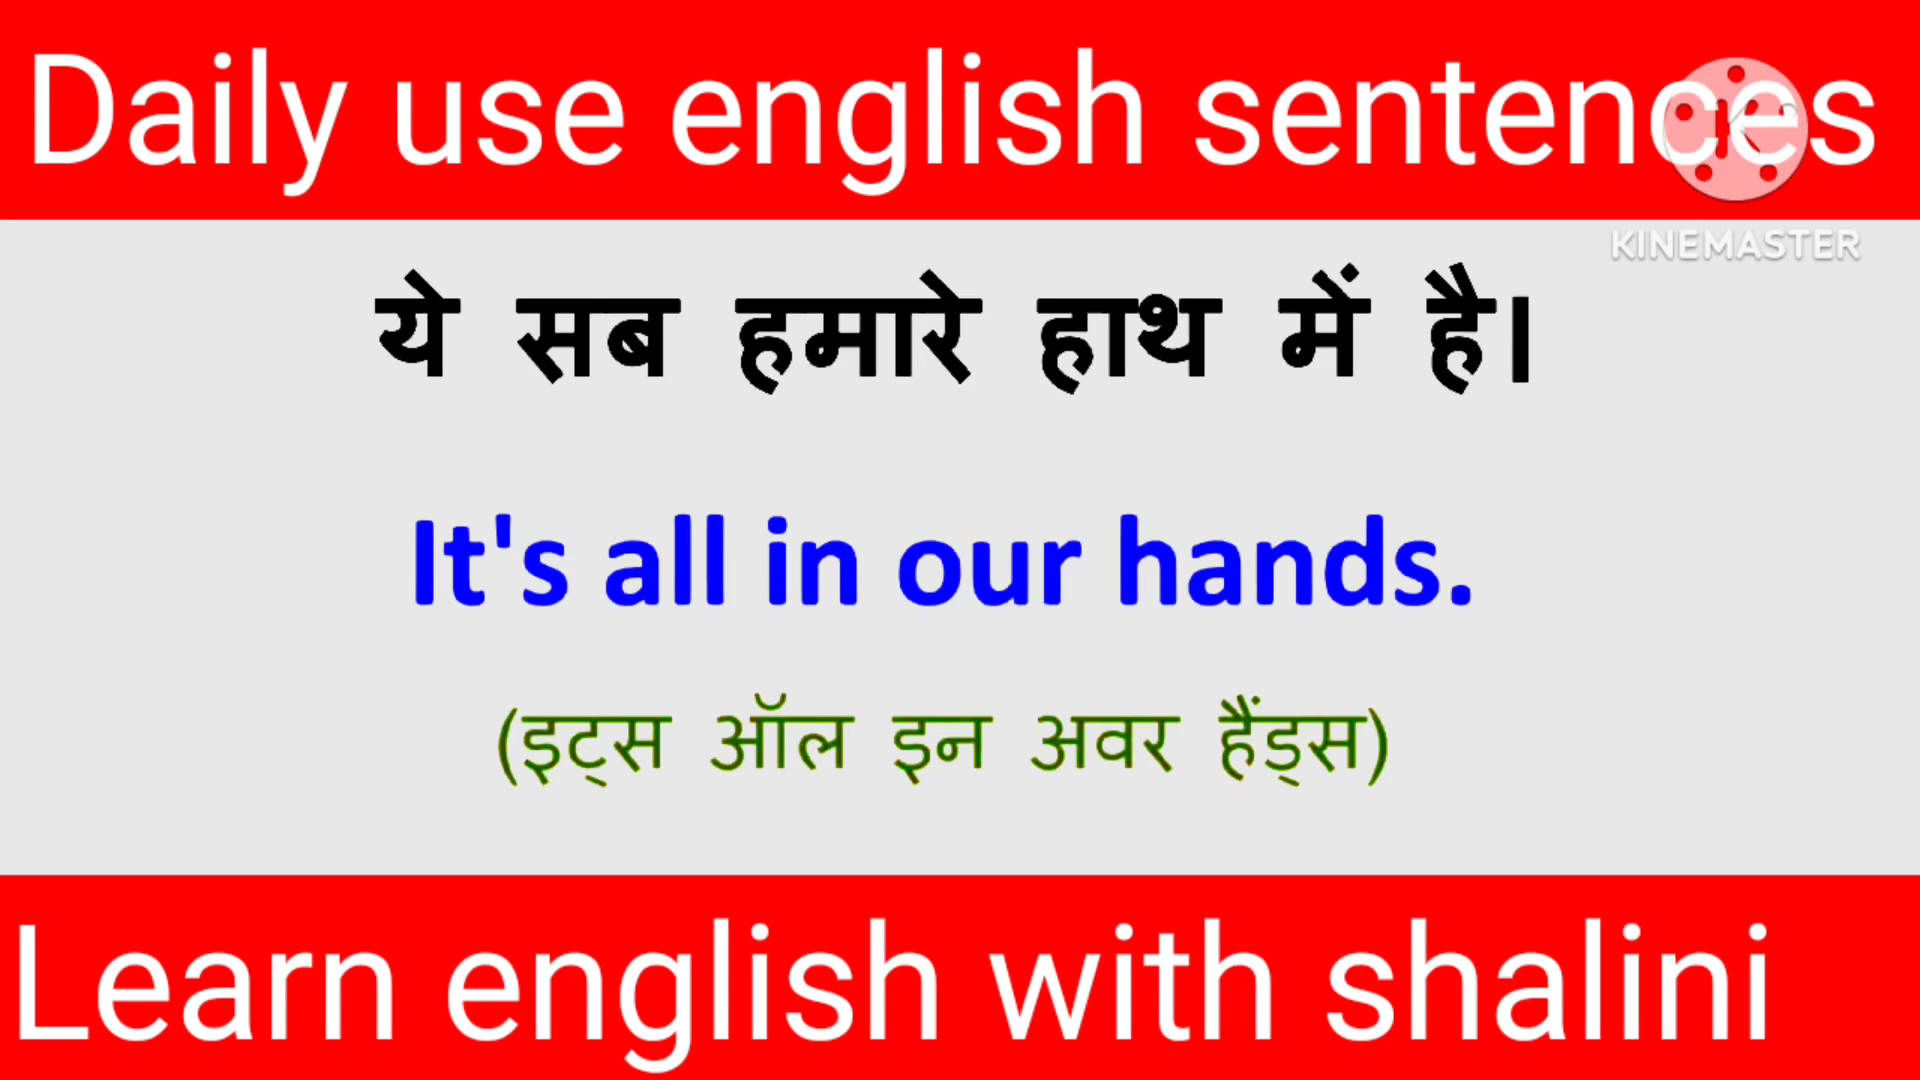 Daily use english sentences
KINEMASTER
ये सब हमारे हाथ में है।
It's all in our hands.
(इट्स ऑल इन अवर हैंड्स)
Learn english with shalini